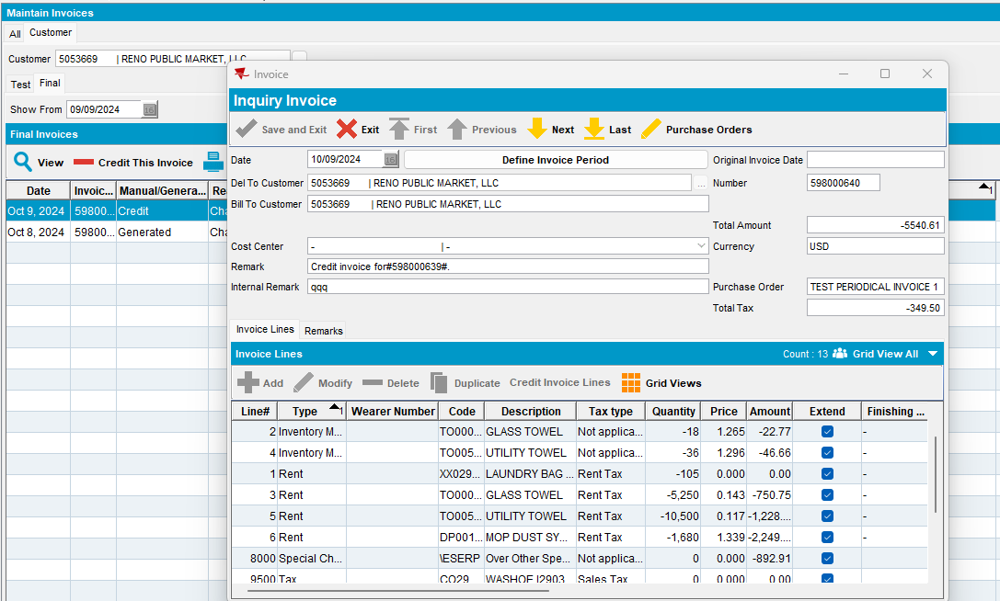 Maintain Invoices
All Customer
Customer 5053669 | RENO PUBLIC MARKET, LLC
Test Final
Show From 09/09/2024 16
Final Invoices
View Credit This Invoice
Date Invoic... Manual/Genera...
Oct 9, 2024 59800... Credit
Oct 8, 2024 59800... Generated
Invoice
Inquiry Invoice
Save and Exit Exit First Previous Next Last Purchase Orders
Date 10/09/2024 16 Define Invoice Period Original Invoice Date
Del To Customer 5053669 | RENO PUBLIC MARKET, LLC ... Number 598000640
Bill To Customer 5053669 | RENO PUBLIC MARKET, LLC
Total Amount -5540.61
Cost Center - | - Currency USD
Remark Credit invoice for#598000639#.
Internal Remark qqq Purchase Order TEST PERIODICAL INVOICE 1
Total Tax -349.50
Invoice Lines Remarks
Invoice Lines Count : 13 Grid View All
Add Modify Delete Duplicate Credit Invoice Lines Grid Views
Line# Type 1 Wearer Number Code Description Tax type Quantity Price Amount Extend Finishing ...
2 Inventory M... TO000... GLASS TOWEL Not applica... -18 1.265 -22.77 -
4 Inventory M... TO005... UTILITY TOWEL Not applica... -36 1.296 -46.66 -
1 Rent XX029... LAUNDRY BAG ... Rent Tax -105 0.000 0.00 -
3 Rent TO000... GLASS TOWEL Rent Tax -5,250 0.143 -750.75 -
5 Rent TO005... UTILITY TOWEL Rent Tax -10,500 0.117 -1,228.... -
6 Rent DP001... MOP DUST SY... Rent Tax -1,680 1.339 -2,249.... -
8000 Special Ch... \ESERP Over Other Spe... Not applica... 0 0.000 -892.91
9500 Tax CO29 WASHOE I2903 Sales Tax 0 0.000 0.00